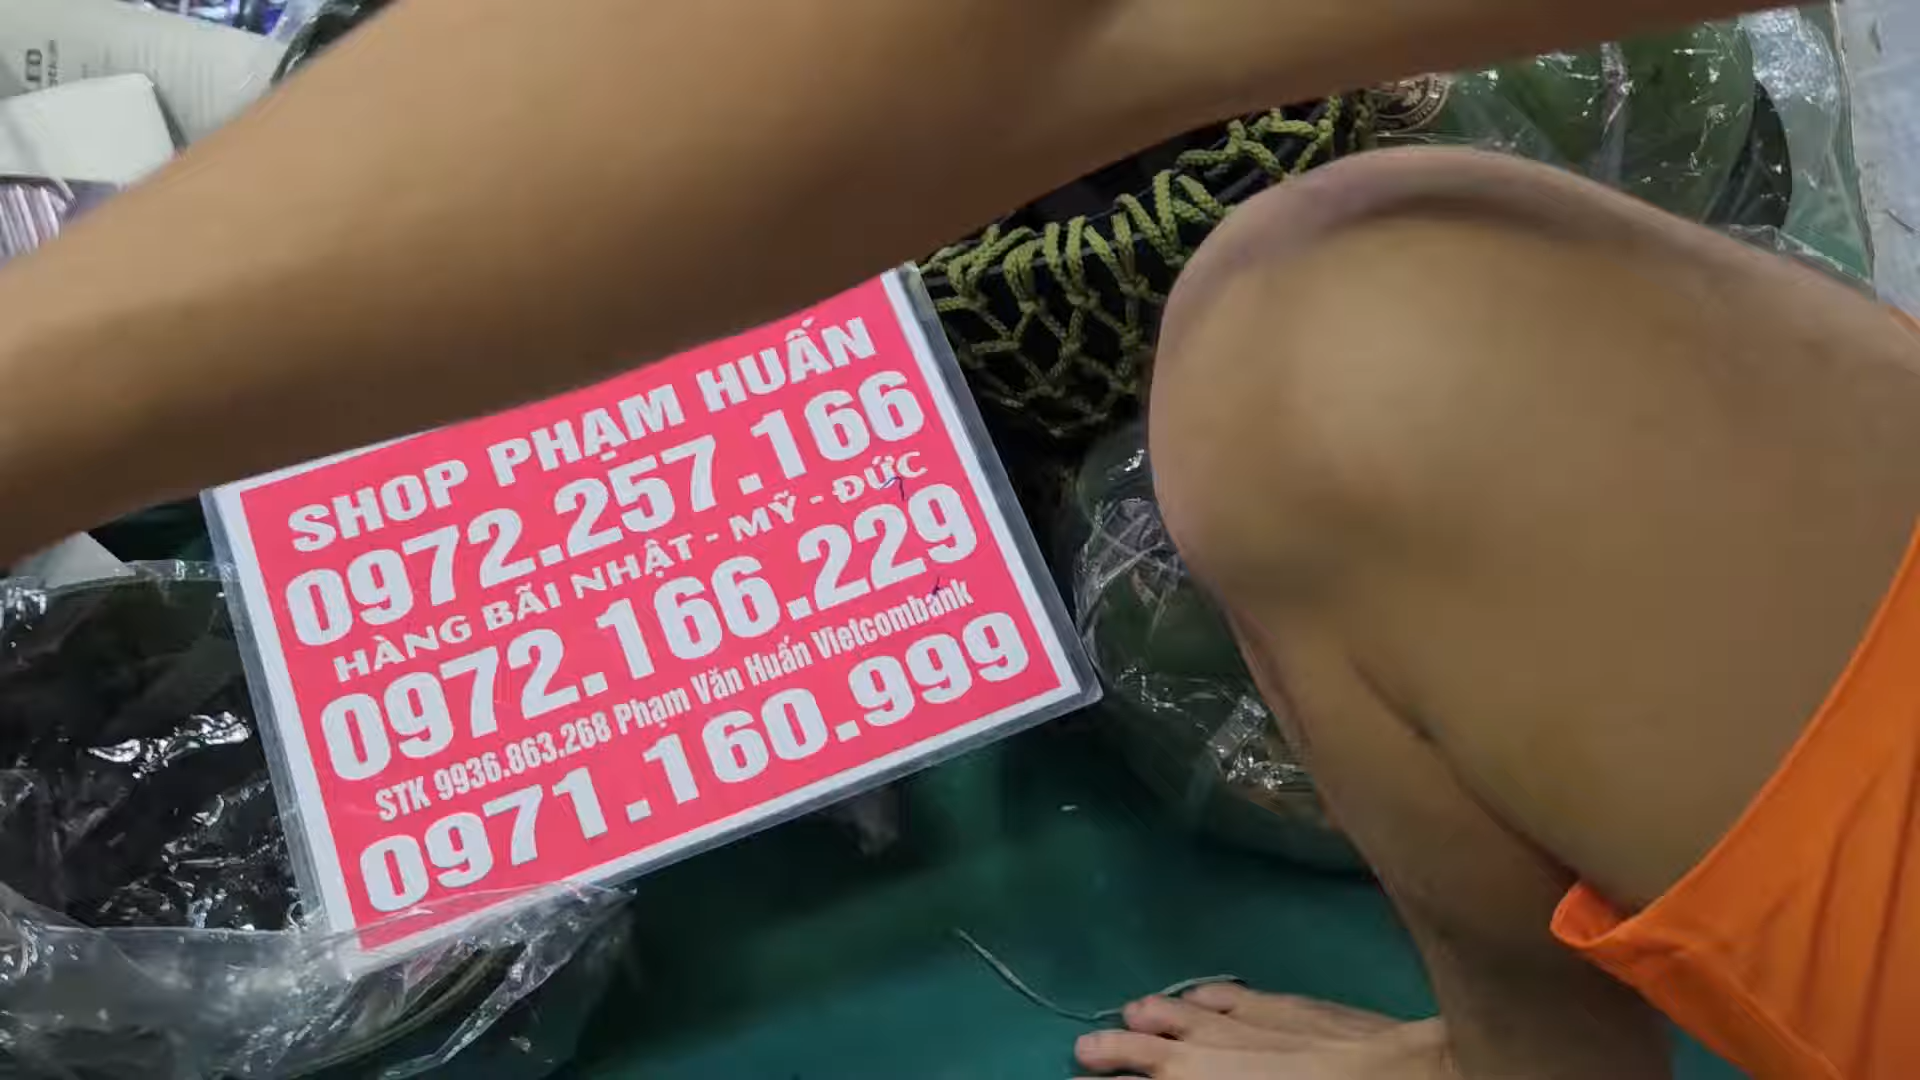 SHOP PHẠM HUẤN
0972.257.166
HÀNG BÃI NHẬT - MỸ - ĐỨC
0972.166.229
STK 9936.863.268 Phạm Văn Huấn Vietcombank
0971.160.999